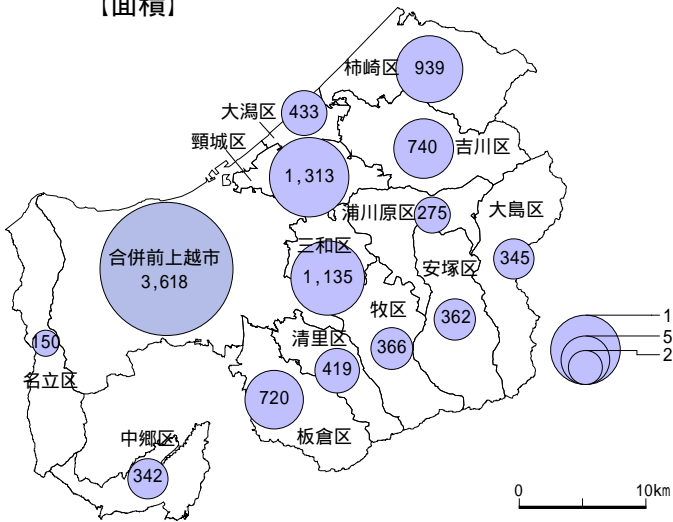 【面積】
柿崎区
939
大潟区
433
頸城区
1,313
740
吉川区
浦川原区
275
大島区
345
合併前上越市
3,618
三和区
1,135
安塚区
362
牧区
366
清里区
419
150
名立区
720
板倉区
中郷区
342
1
5
2
0
10km